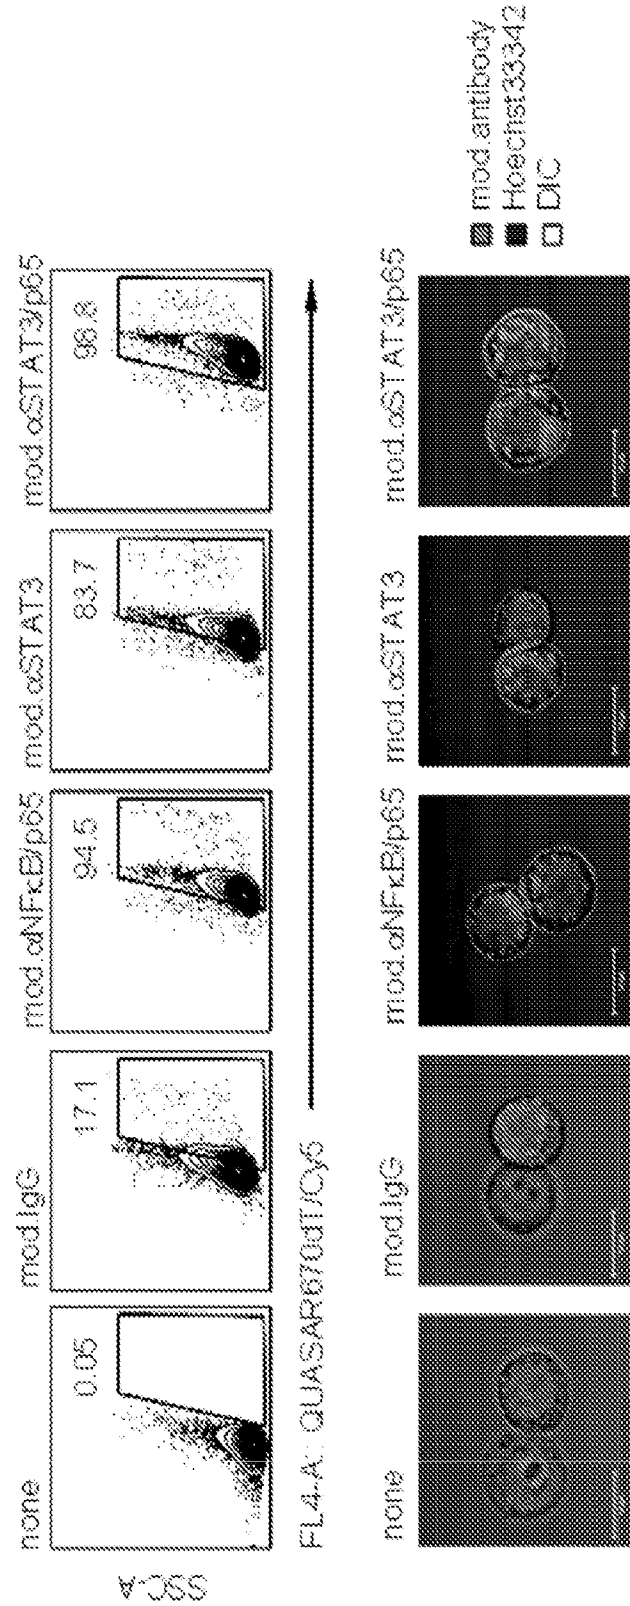 none
mod.IgG
mod.αNFκB/p65
mod.αSTAT3
mod.αSTAT3/p65
0.05
17.1
94.5
83.7
98.8
SSC-A
FL4-A:: QUASAR670dT/Cy5
none
mod.IgG
mod.αNFκB/p65
mod.αSTAT3
mod.αSTAT3/p65
mod.antibody
Hoechst33342
DIC